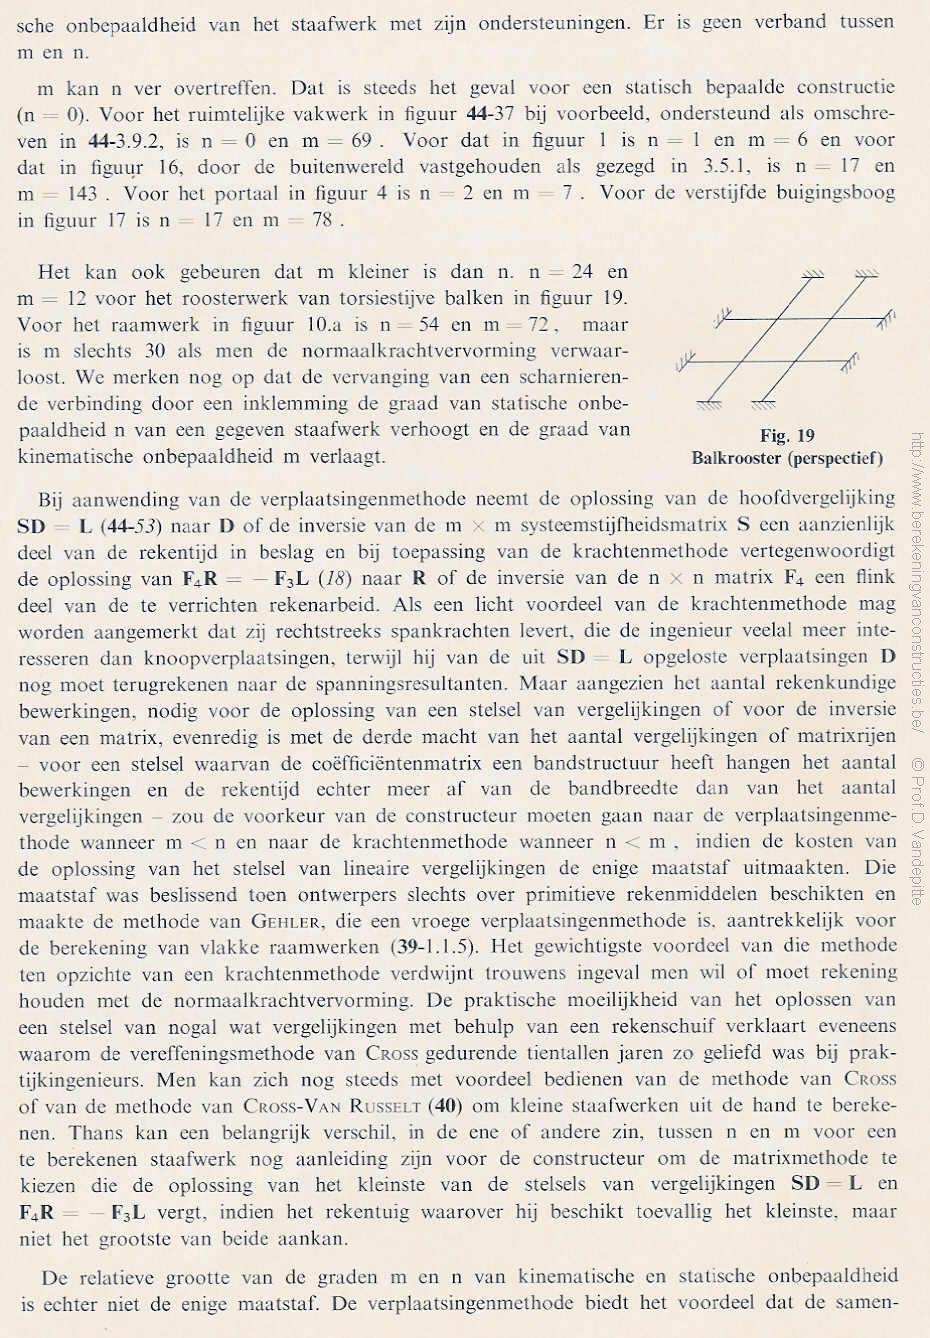 sche onbepaaldheid van het staafwerk met zijn ondersteuningen. Er is geen verband tussen
m en n.
m kan n ver overtreffen. Dat is steeds het geval voor een statisch bepaalde constructie
(n = 0). Voor het ruimtelijke vakwerk in figuur 44-37 bij voorbeeld, ondersteund als omschre-
ven in 44-3.9.2, is n = 0 en m = 69 . Voor dat in figuur 1 is n = 1 en m = 6 en voor
dat in figuur 16, door de buitenwereld vastgehouden als gezegd in 3.5.1, is n = 17 en
m = 143 . Voor het portaal in figuur 4 is n = 2 en m = 7 . Voor de verstijfde buigingsboog
in figuur 17 is n = 17 en m = 78 .
Het kan ook gebeuren dat m kleiner is dan n. n = 24 en
m = 12 voor het roosterwerk van torsiestijve balken in figuur 19.
Voor het raamwerk in figuur 10.a is n = 54 en m = 72 , maar
is m slechts 30 als men de normaalkrachtvervorming verwaar-
loost. We merken nog op dat de vervanging van een scharnieren-
de verbinding door een inklemming de graad van statische onbe-
paaldheid n van een gegeven staafwerk verhoogt en de graad van
kinematische onbepaaldheid m verlaagt.
Fig. 19
Balkrooster (perspectief)
Bij aanwending van de verplaatsingenmethode neemt de oplossing van de hoofdvergelijking
SD = L (44-53) naar D of de inversie van de m × m systeemstijfheidsmatrix S een aanzienlijk
deel van de rekentijd in beslag en bij toepassing van de krachtenmethode vertegenwoordigt
de oplossing van F₄R = − F₃L (18) naar R of de inversie van de n × n matrix F₄ een flink
deel van de te verrichten rekenarbeid. Als een licht voordeel van de krachtenmethode mag
worden aangemerkt dat zij rechtstreeks spankrachten levert, die de ingenieur veelal meer inte-
resseren dan knoopverplaatsingen, terwijl hij van de uit SD = L opgeloste verplaatsingen D
nog moet terugrekenen naar de spanningsresultanten. Maar aangezien het aantal rekenkundige
bewerkingen, nodig voor de oplossing van een stelsel van vergelijkingen of voor de inversie
van een matrix, evenredig is met de derde macht van het aantal vergelijkingen of matrixrijen
– voor een stelsel waarvan de coëfficiëntenmatrix een bandstructuur heeft hangen het aantal
bewerkingen en de rekentijd echter meer af van de bandbreedte dan van het aantal
vergelijkingen – zou de voorkeur van de constructeur moeten gaan naar de verplaatsingenme-
thode wanneer m < n en naar de krachtenmethode wanneer n < m , indien de kosten van
de oplossing van het stelsel van lineaire vergelijkingen de enige maatstaf uitmaakten. Die
maatstaf was beslissend toen ontwerpers slechts over primitieve rekenmiddelen beschikten en
maakte de methode van GEHLER, die een vroege verplaatsingenmethode is, aantrekkelijk voor
de berekening van vlakke raamwerken (39-1.1.5). Het gewichtigste voordeel van die methode
ten opzichte van een krachtenmethode verdwijnt trouwens ingeval men wil of moet rekening
houden met de normaalkrachtvervorming. De praktische moeilijkheid van het oplossen van
een stelsel van nogal wat vergelijkingen met behulp van een rekenschuif verklaart eveneens
waarom de vereffeningsmethode van CROSS gedurende tientallen jaren zo geliefd was bij prak-
tijkingenieurs. Men kan zich nog steeds met voordeel bedienen van de methode van CROSS
of van de methode van CROSS-VAN RUSSELT (40) om kleine staafwerken uit de hand te bereke-
nen. Thans kan een belangrijk verschil, in de ene of andere zin, tussen n en m voor een
te berekenen staafwerk nog aanleiding zijn voor de constructeur om de matrixmethode te
kiezen die de oplossing van het kleinste van de stelsels van vergelijkingen SD = L en
F₄R = − F₃L vergt, indien het rekentuig waarover hij beschikt toevallig het kleinste, maar
niet het grootste van beide aankan.
De relatieve grootte van de graden m en n van kinematische en statische onbepaaldheid
is echter niet de enige maatstaf. De verplaatsingenmethode biedt het voordeel dat de samen-
http://www.berekeningvanconstructies.be/ © Prof.D.Vandepitte